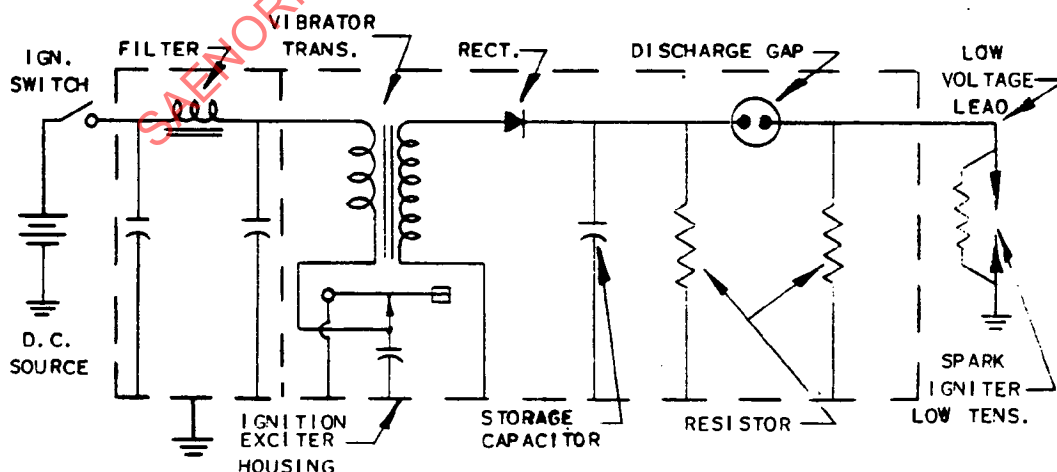 IGN.
SWITCH
FILTER
VIBRATOR
TRANS.
RECT.
DISCHARGE GAP
LOW
VOLTAGE
LEAD
D.C.
SOURCE
IGNITION
EXCITER
HOUSING
STORAGE
CAPACITOR
RESISTOR
SPARK
IGNITER
LOW TENS.
SAENOR